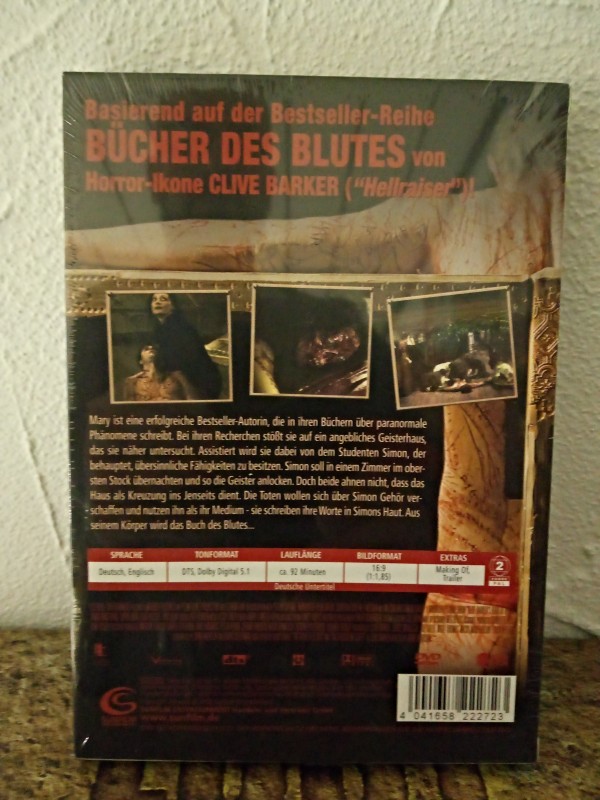 Basierend auf der Bestseller-Reihe
BÜCHER DES BLUTES von
Horror-Ikone CLIVE BARKER ("Hellraiser")!
Mary ist eine erfolgreiche Bestseller-Autorin, die in ihren Büchern über paranormale
Phänomene schreibt. Bei ihren Recherchen stößt sie auf ein angebliches Geisterhaus,
das sie näher untersucht. Assistiert wird sie dabei von dem Studenten Simon, der
behauptet, übersinnliche Fähigkeiten zu besitzen. Simon soll in einem Zimmer im ober-
sten Stock übernachten und so die Geister anlocken. Doch beide ahnen nicht, dass das
Haus als Kreuzung ins Jenseits dient. Die Toten wollen sich über Simon Gehör ver-
schaffen und nutzen ihn als ihr Medium - sie schreiben ihre Worte in Simons Haut. Aus
seinem Körper wird das Buch des Blutes...
SPRACHE TONFORMAT LAUFLÄNGE BILDFORMAT EXTRAS
Deutsch, Englisch DTS, Dolby Digital 5.1 ca. 92 Minuten 16:9 (1:1,85) Making Of, Trailer
2
PAL
Deutsche Untertitel
dts
DVD
4 041658 222723